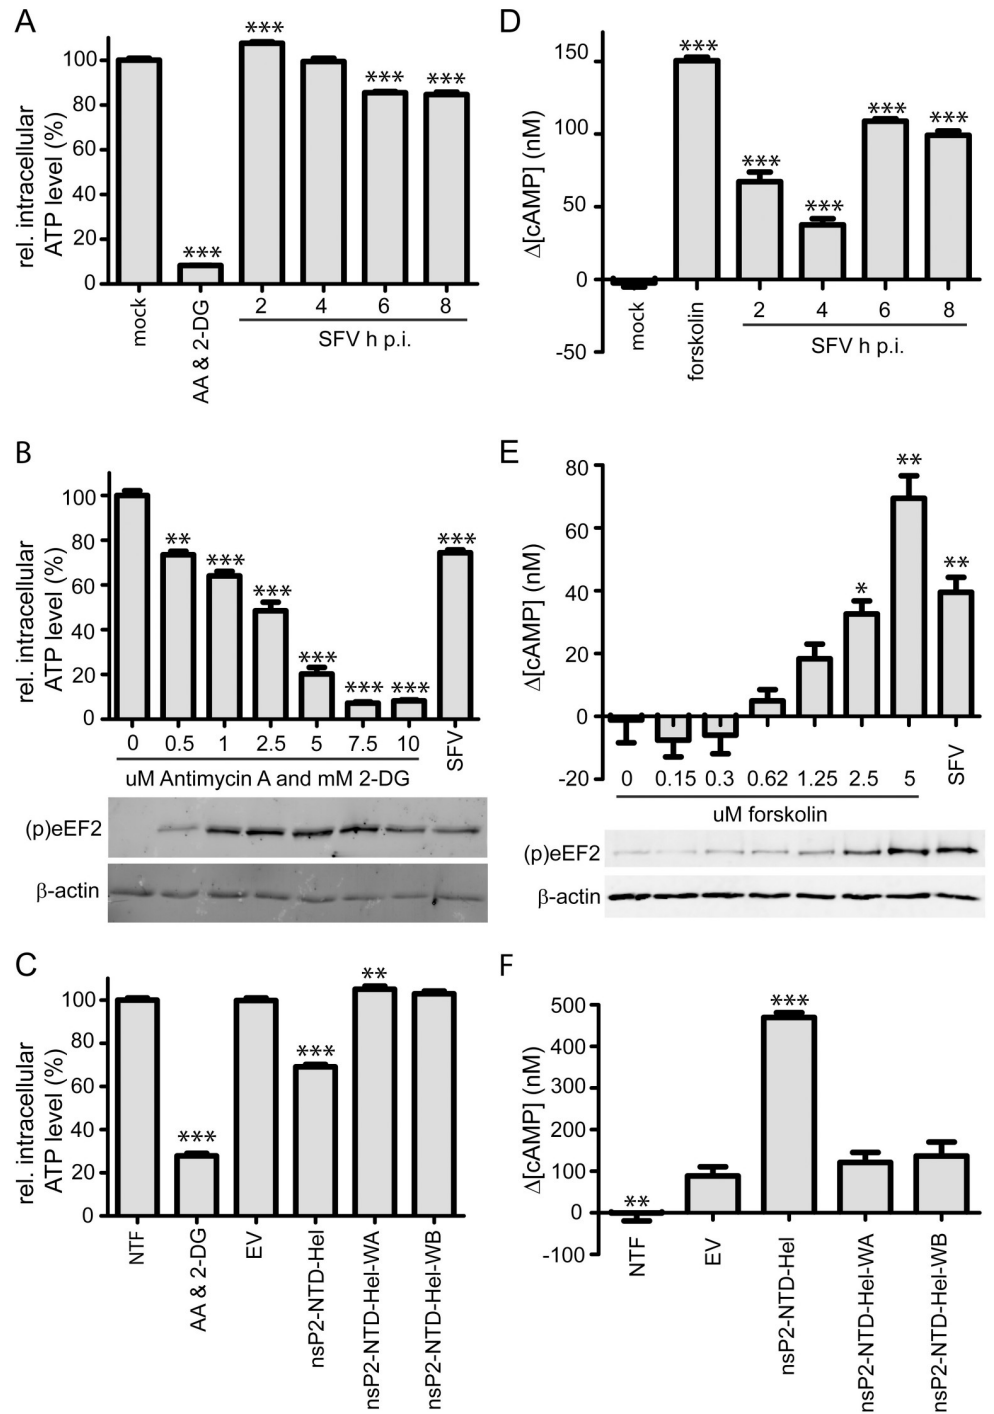 A
rel. intracellular
ATP level (%)
100
80
60
40
20
0
***
***
***
***
mock
AA & 2-DG
2 4 6 8
SFV h p.i.
D
Δ[cAMP] (nM)
150
100
50
0
-50
***
***
***
***
***
mock
forskolin
2 4 6 8
SFV h p.i.
B
rel. intracellular
ATP level (%)
100
80
60
40
20
0
**
***
***
***
***
***
***
0 0.5 1 2.5 5 7.5 10
SFV
uM Antimycin A and mM 2-DG
(p)eEF2
β-actin
E
Δ[cAMP] (nM)
80
60
40
20
0
-20
*
**
**
0 0.15 0.3 0.62 1.25 2.5 5
SFV
uM forskolin
(p)eEF2
β-actin
C
rel. intracellular
ATP level (%)
100
80
60
40
20
0
***
***
**
NTF
AA & 2-DG
EV
nsP2-NTD-Hel
nsP2-NTD-Hel-WA
nsP2-NTD-Hel-WB
F
Δ[cAMP] (nM)
500
400
300
200
100
0
-100
**
***
NTF
EV
nsP2-NTD-Hel
nsP2-NTD-Hel-WA
nsP2-NTD-Hel-WB